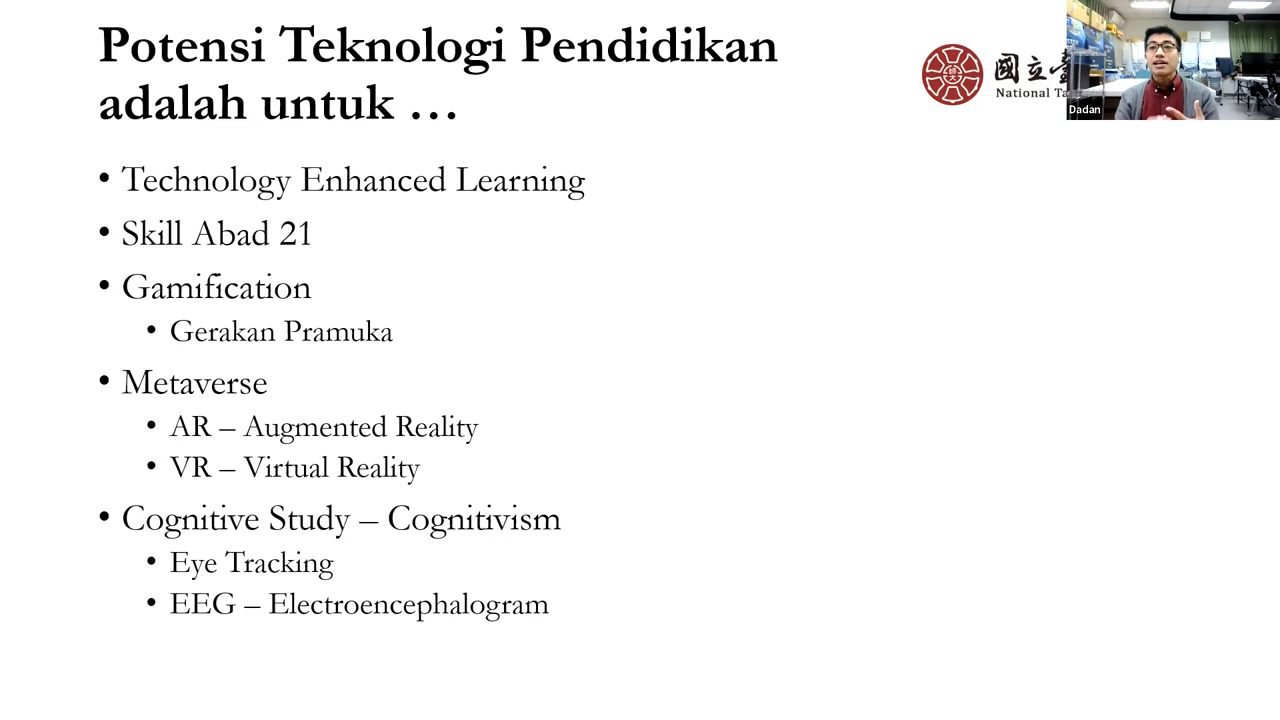 Potensi Teknologi Pendidikan
adalah untuk …
國立
National
Dadan
• Technology Enhanced Learning
• Skill Abad 21
• Gamification
• Gerakan Pramuka
• Metaverse
• AR – Augmented Reality
• VR – Virtual Reality
• Cognitive Study – Cognitivism
• Eye Tracking
• EEG – Electroencephalogram